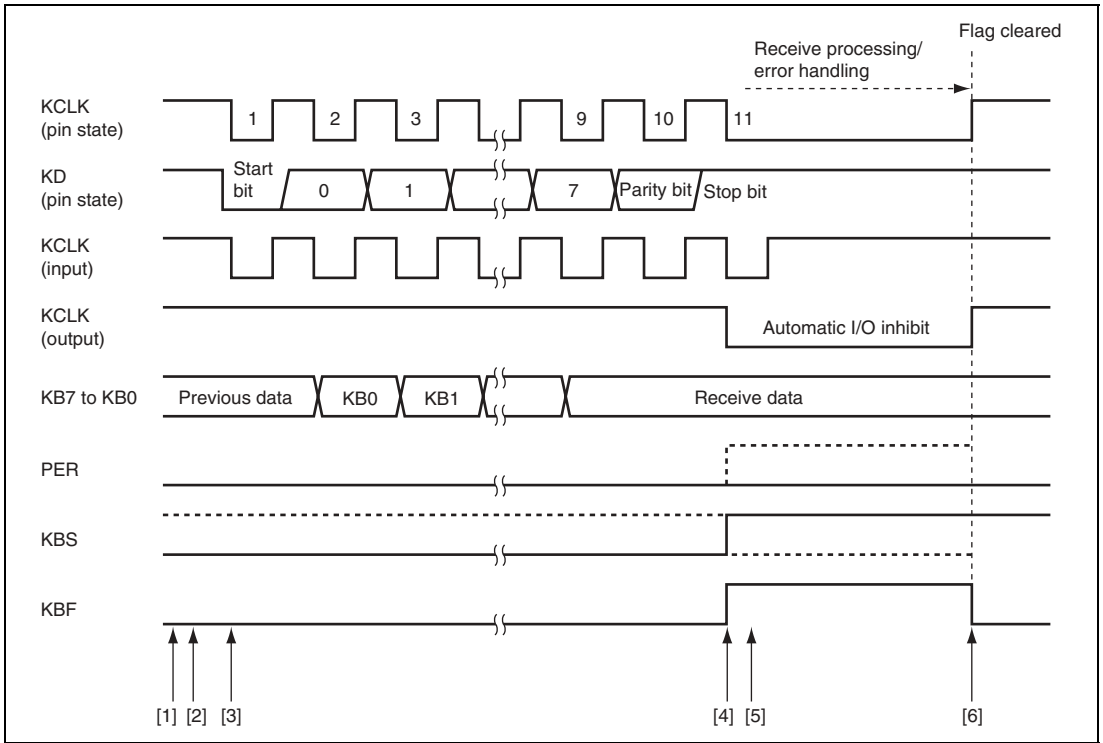 Flag cleared
Receive processing/
error handling
KCLK
(pin state)
1 2 3 9 10 11
KD
(pin state)
Start
bit
0 1 7 Parity bit Stop bit
KCLK
(input)
KCLK
(output)
Automatic I/O inhibit
KB7 to KB0
Previous data KB0 KB1 Receive data
PER
KBS
KBF
[1] [2] [3] [4] [5] [6]